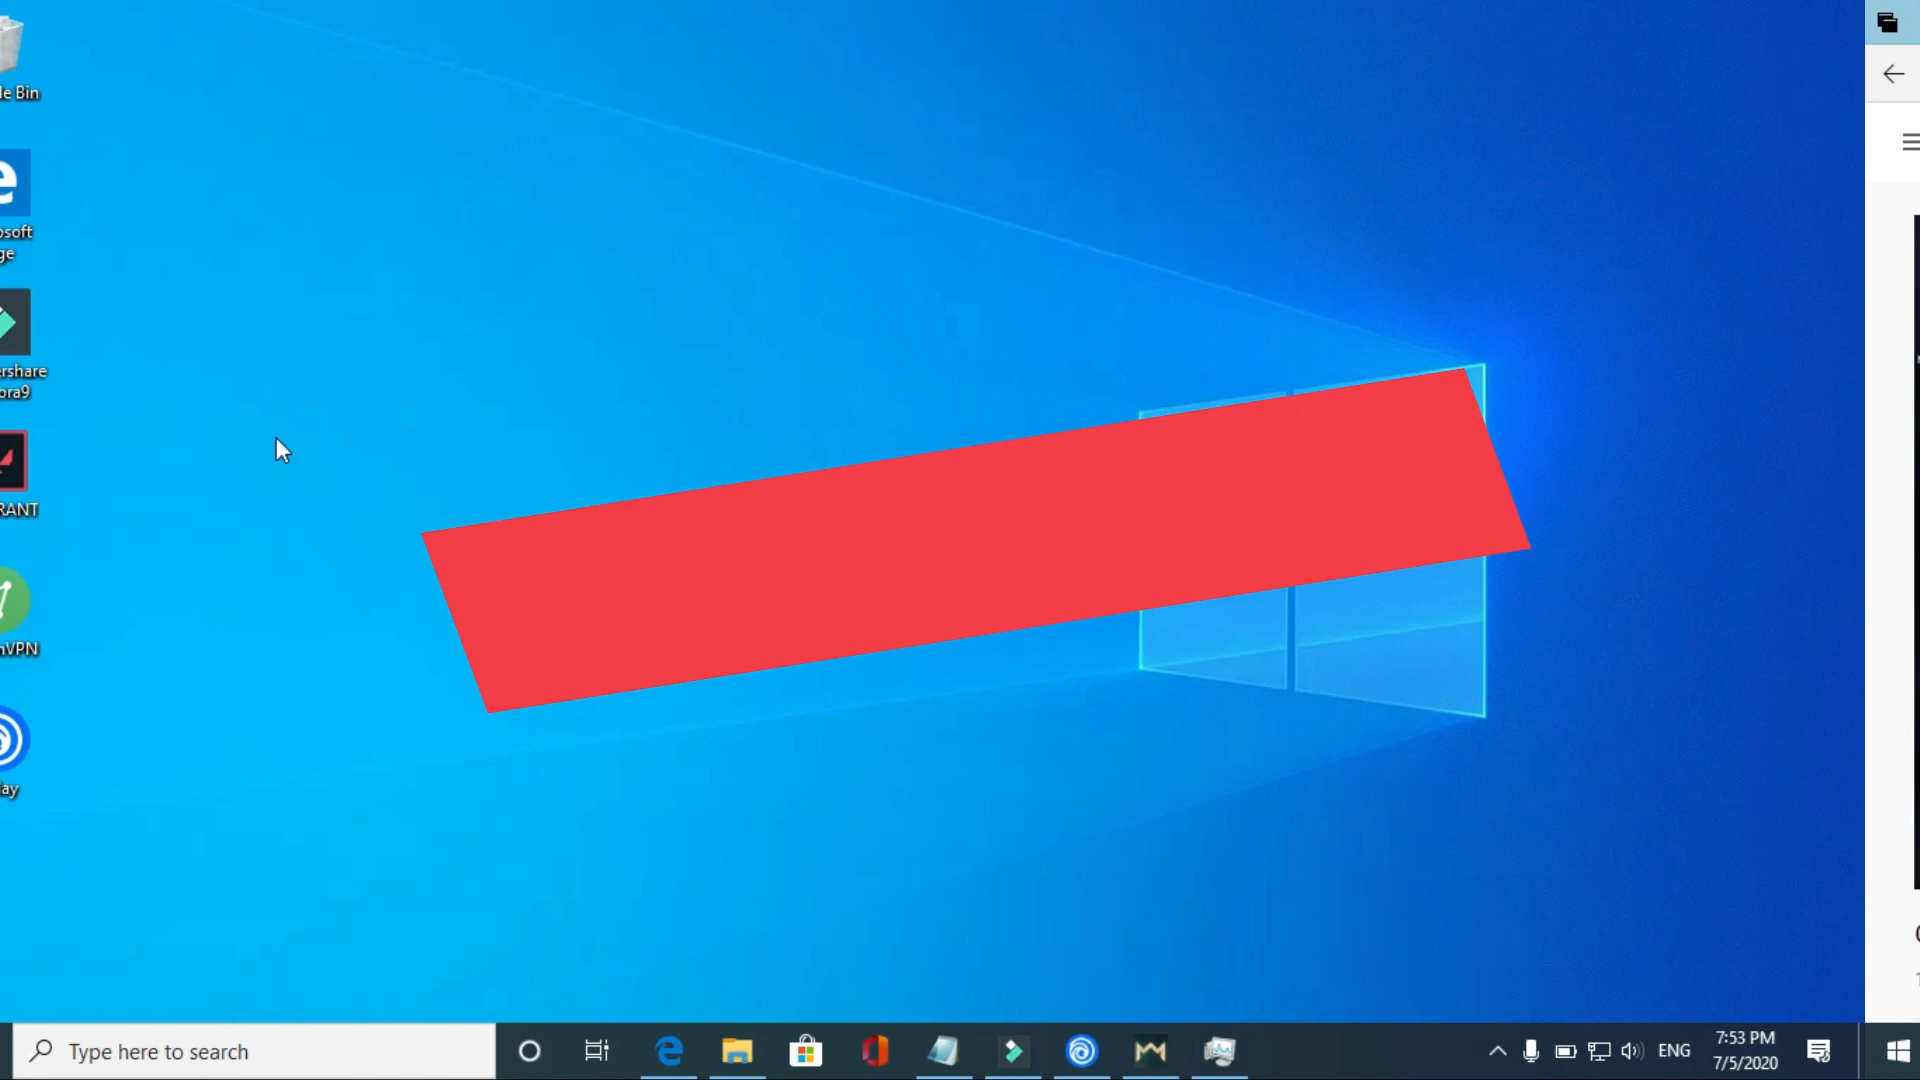 le Bin
osoft
ge
ershare
ora9
RANT
nVPN
lay
Type here to search
ENG
7:53 PM
7/5/2020